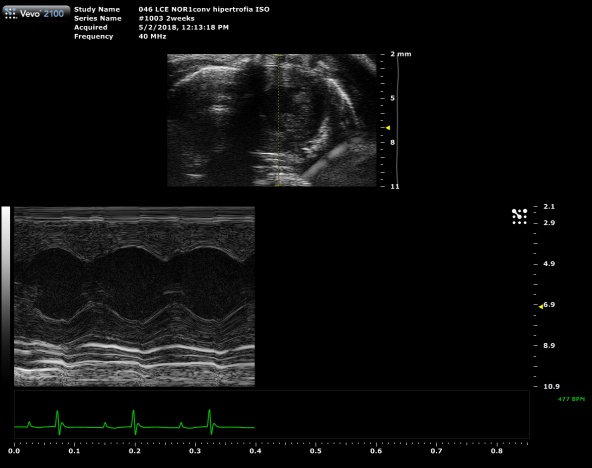 Vevo 2100
Study Name 046 LCE NOR1conv hipertrofia ISO
Series Name #1003 2weeks
Acquired 5/2/2018, 12:13:18 PM
Frequency 40 MHz
2 mm
5
8
11
2.1
2.9
4.9
6.9
8.9
10.9
477 BPM
0.0 0.1 0.2 0.3 0.4 0.5 0.6 0.7 0.8